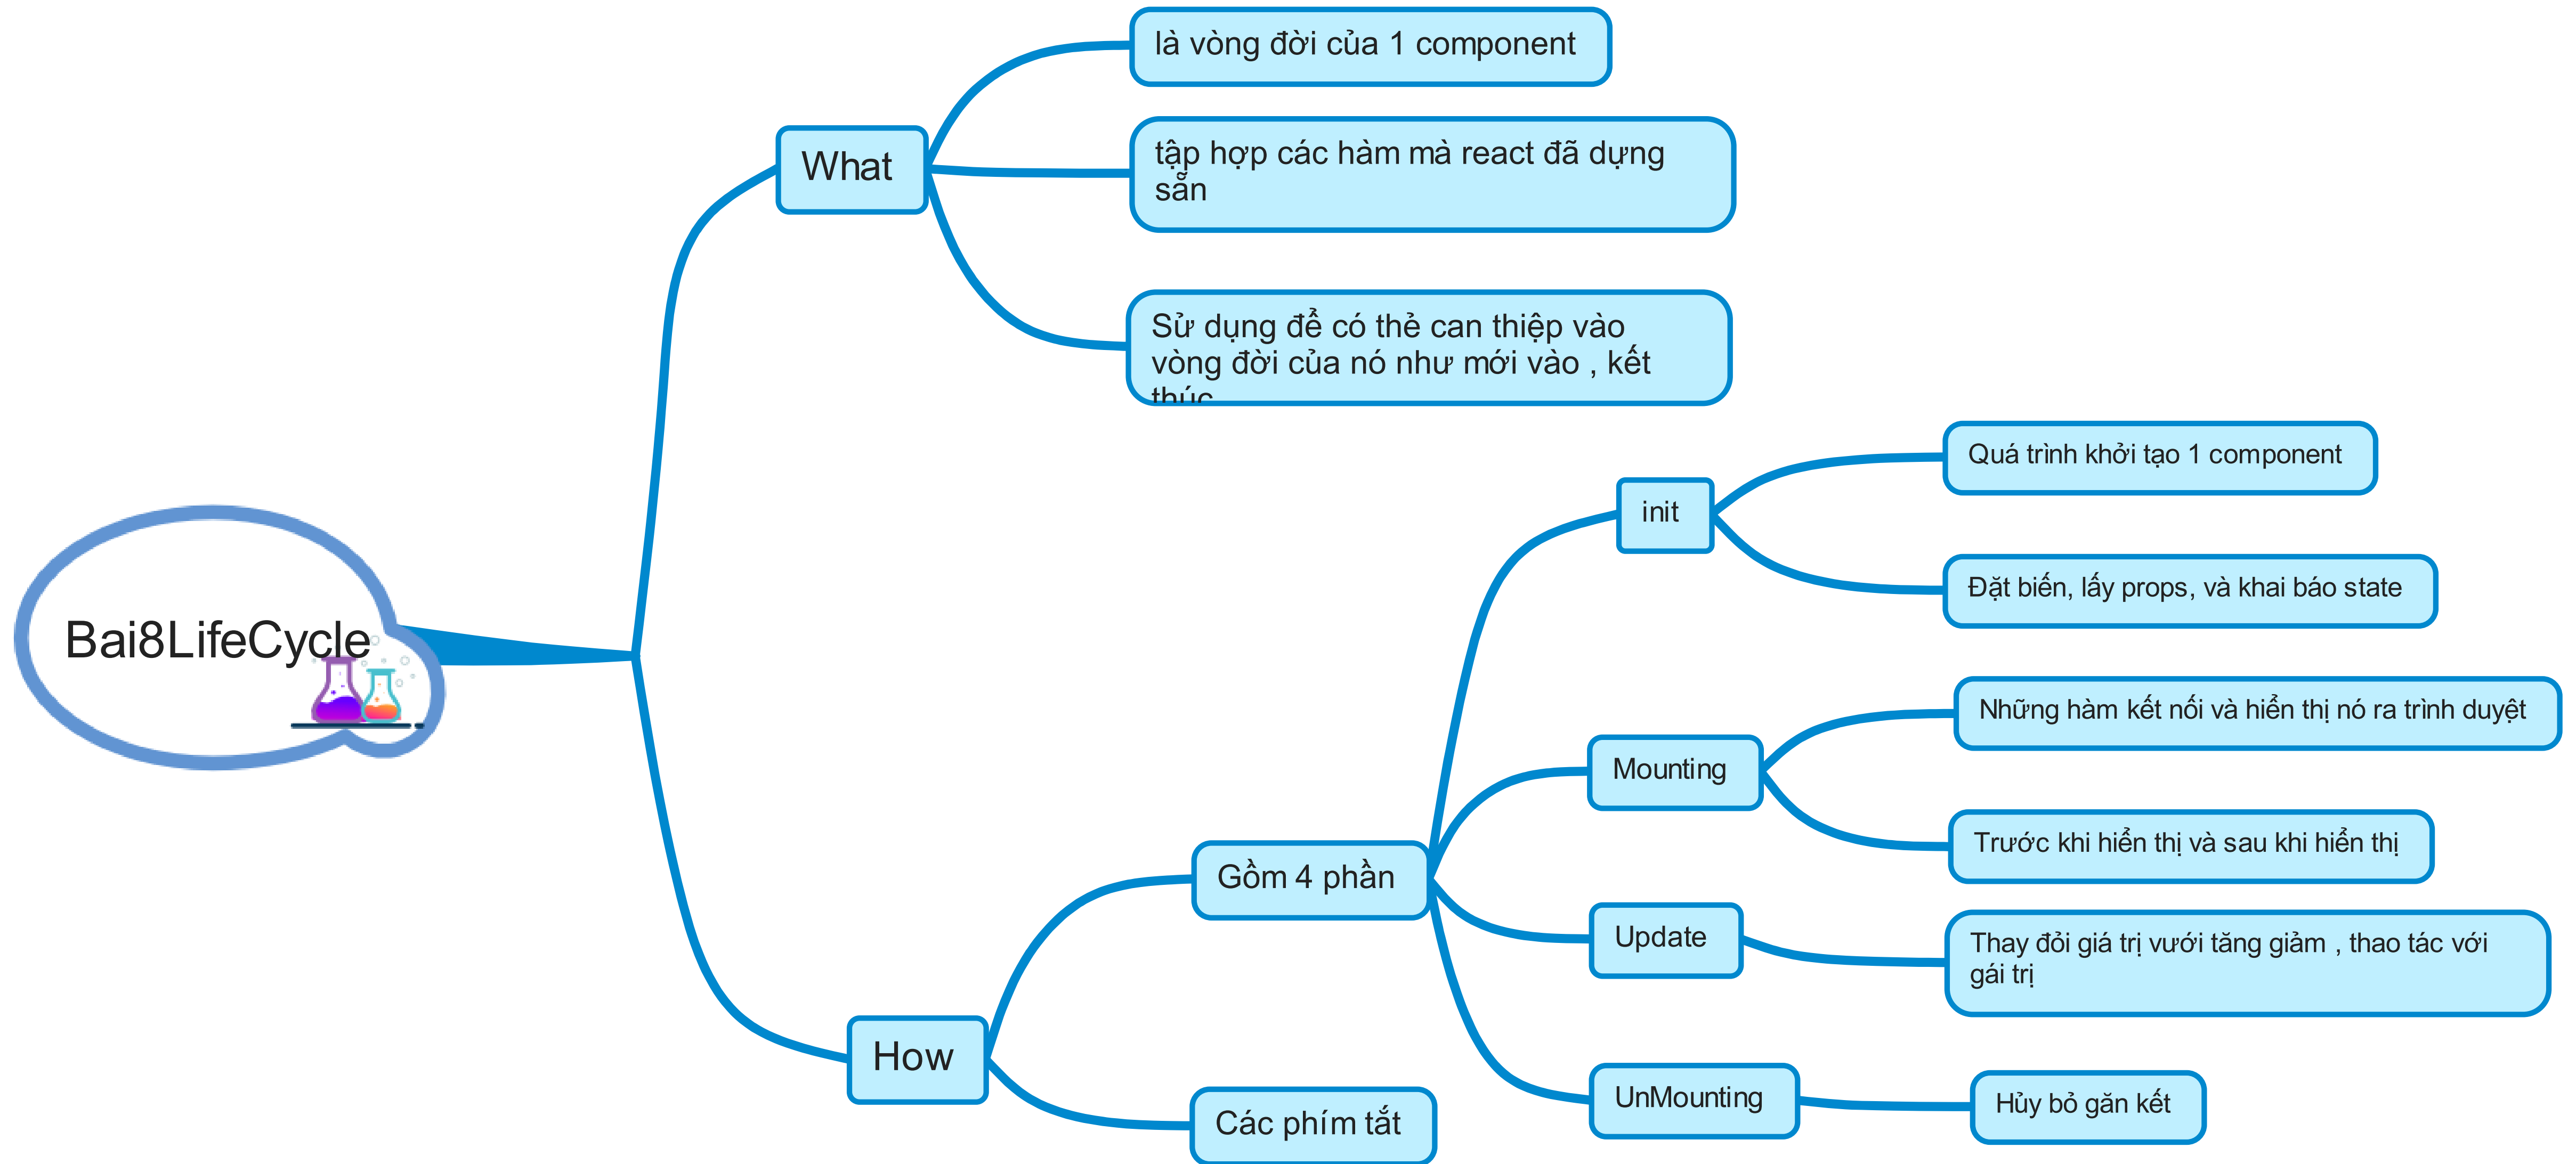 là vòng đời của 1 component
What
tập hợp các hàm mà react đã dựng
sẵn
Sử dụng để có thẻ can thiệp vào
vòng đời của nó như mới vào , kết
thúc
Bai8LifeCycle
init
Quá trình khởi tạo 1 component
Đặt biến, lấy props, và khai báo state
Mounting
Những hàm kết nối và hiển thị nó ra trình duyệt
Trước khi hiển thị và sau khi hiển thị
Gồm 4 phần
Update
Thay đỏi giá trị vưới tăng giảm , thao tác với
gái trị
How
UnMounting
Hủy bỏ găn kết
Các phím tắt